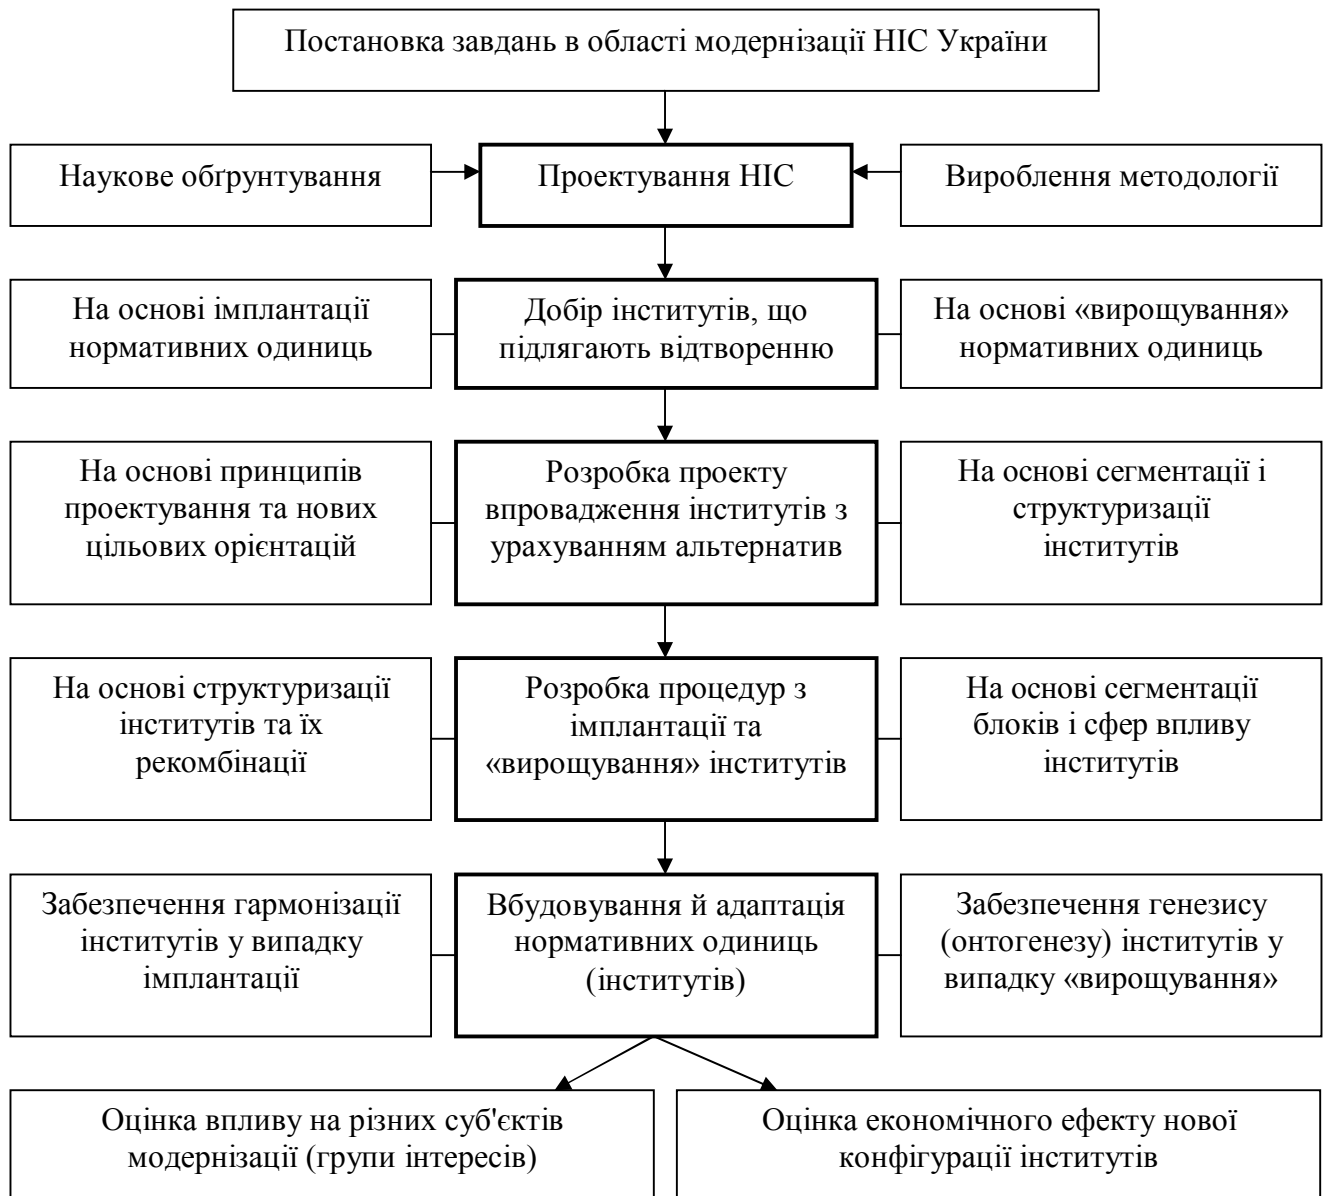 Постановка завдань в області модернізації НІС України
Наукове обґрунтування
Проектування НІС
Вироблення методології
На основі імплантації
нормативних одиниць
Добір інститутів, що
підлягають відтворенню
На основі «вирощування»
нормативних одиниць
На основі принципів
проектування та нових
цільових орієнтацій
Розробка проекту
впровадження інститутів з
урахуванням альтернатив
На основі сегментації і
структуризації
інститутів
На основі структуризації
інститутів та їх
рекомбінації
Розробка процедур з
імплантації та
«вирощування» інститутів
На основі сегментації
блоків і сфер впливу
інститутів
Забезпечення гармонізації
інститутів у випадку
імплантації
Вбудовування й адаптація
нормативних одиниць
(інститутів)
Забезпечення генезису
(онтогенезу) інститутів у
випадку «вирощування»
Оцінка впливу на різних суб'єктів
модернізації (групи інтересів)
Оцінка економічного ефекту нової
конфігурації інститутів